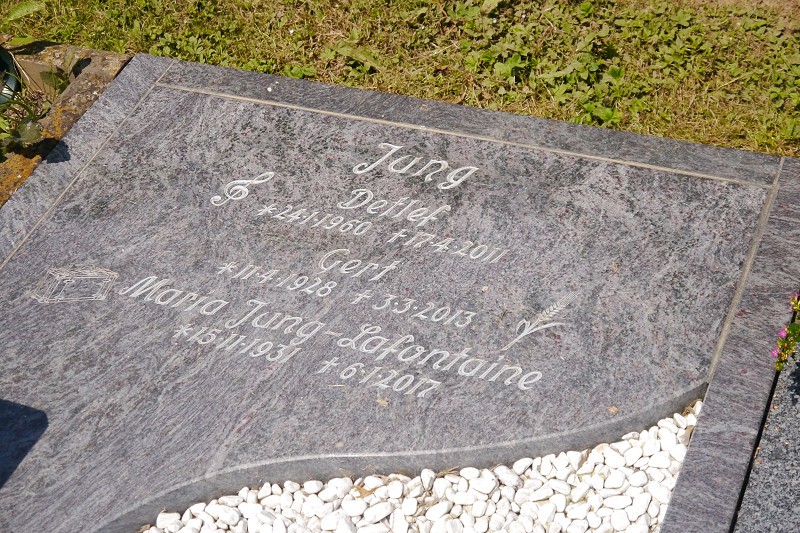 Jung
Detlef
*24.1.1960 †17.4.2011
Gert
*11.4.1928 †3.3.2013
Maria Jung-Lafontaine
*15.11.1931 †6.1.2017